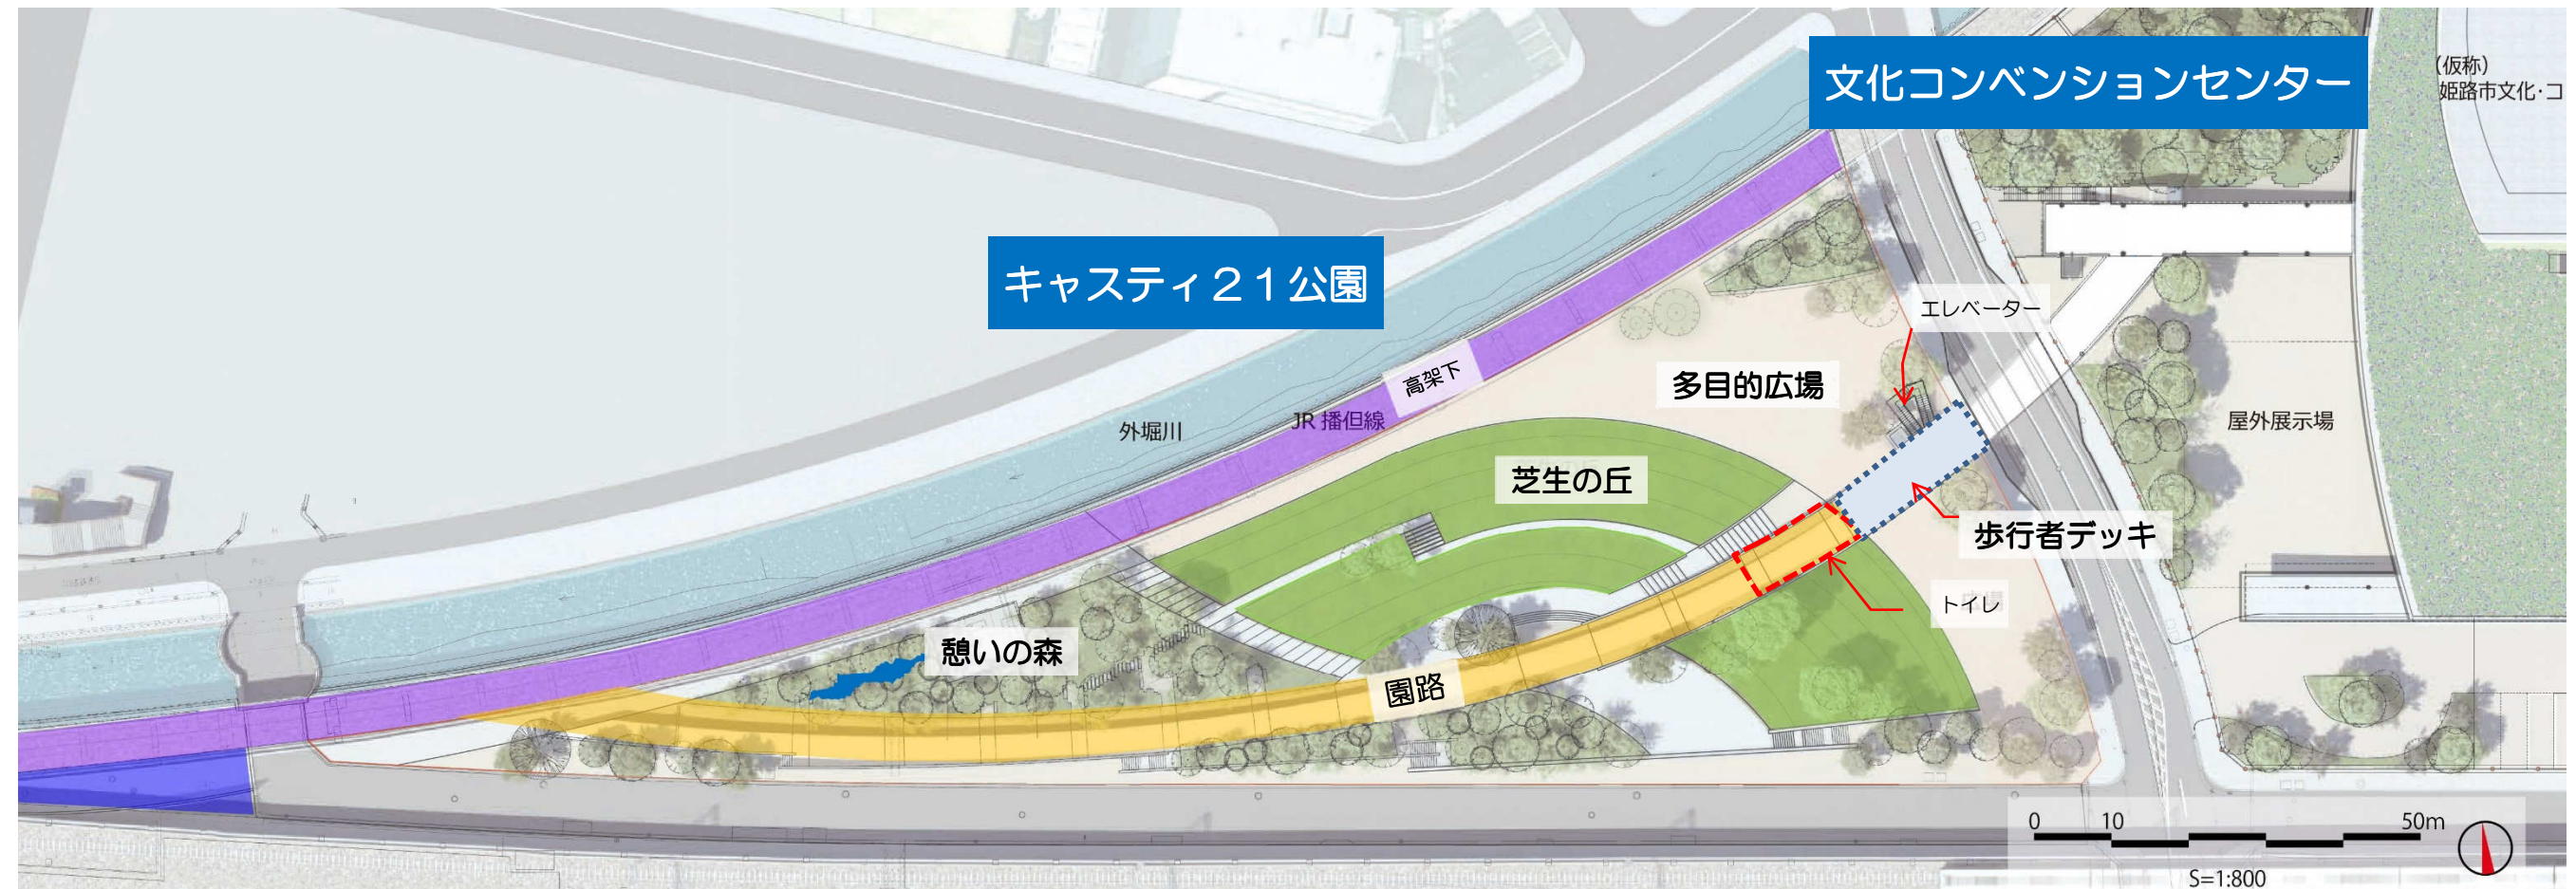 文化コンベンションセンター
（仮称）
姫路市文化・コ
キャスティ２１公園
エレベーター
高架下
多目的広場
JR 播但線
外堀川
屋外展示場
芝生の丘
歩行者デッキ
トイレ
憩いの森
園路
0 10 50m
S=1:800